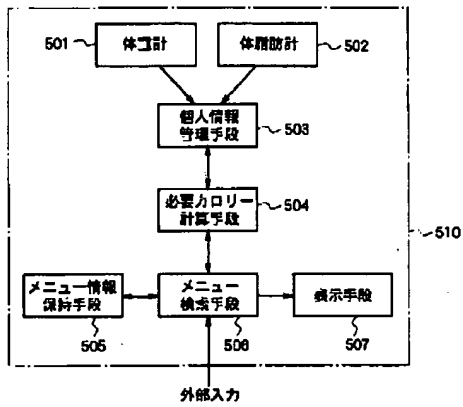 501
体重計
体脂肪計
502
個人情報
管理手段
503
必要カロリー
計算手段
504
510
メニュー情報
保持手段
メニュー
検索手段
表示手段
505
506
507
外部入力